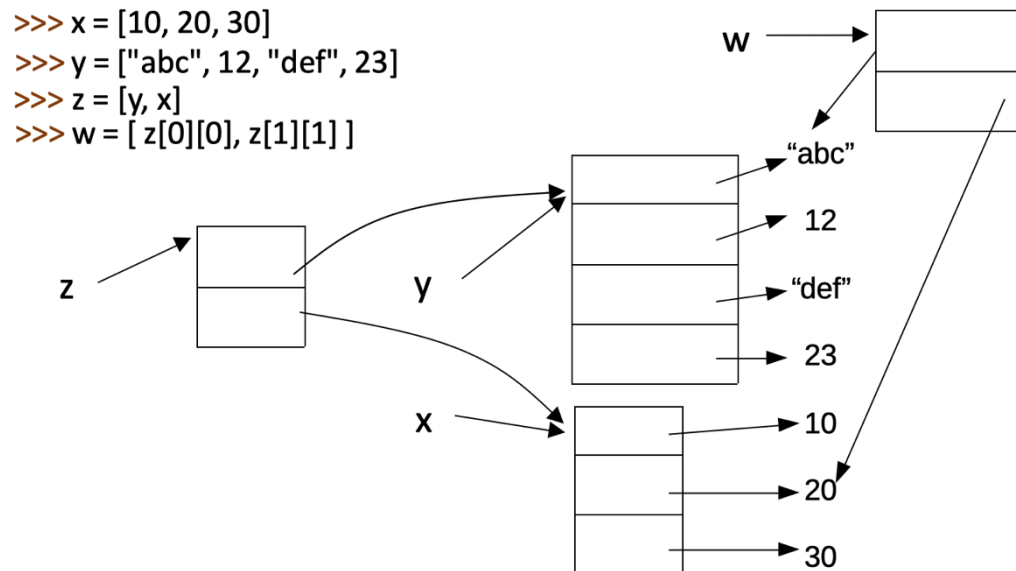 >>> x = [10, 20, 30]
>>> y = ["abc", 12, "def", 23]
>>> z = [y, x]
>>> w = [ z[0][0], z[1][1] ]
w
“abc”
12
z
y
“def”
23
x
10
20
30